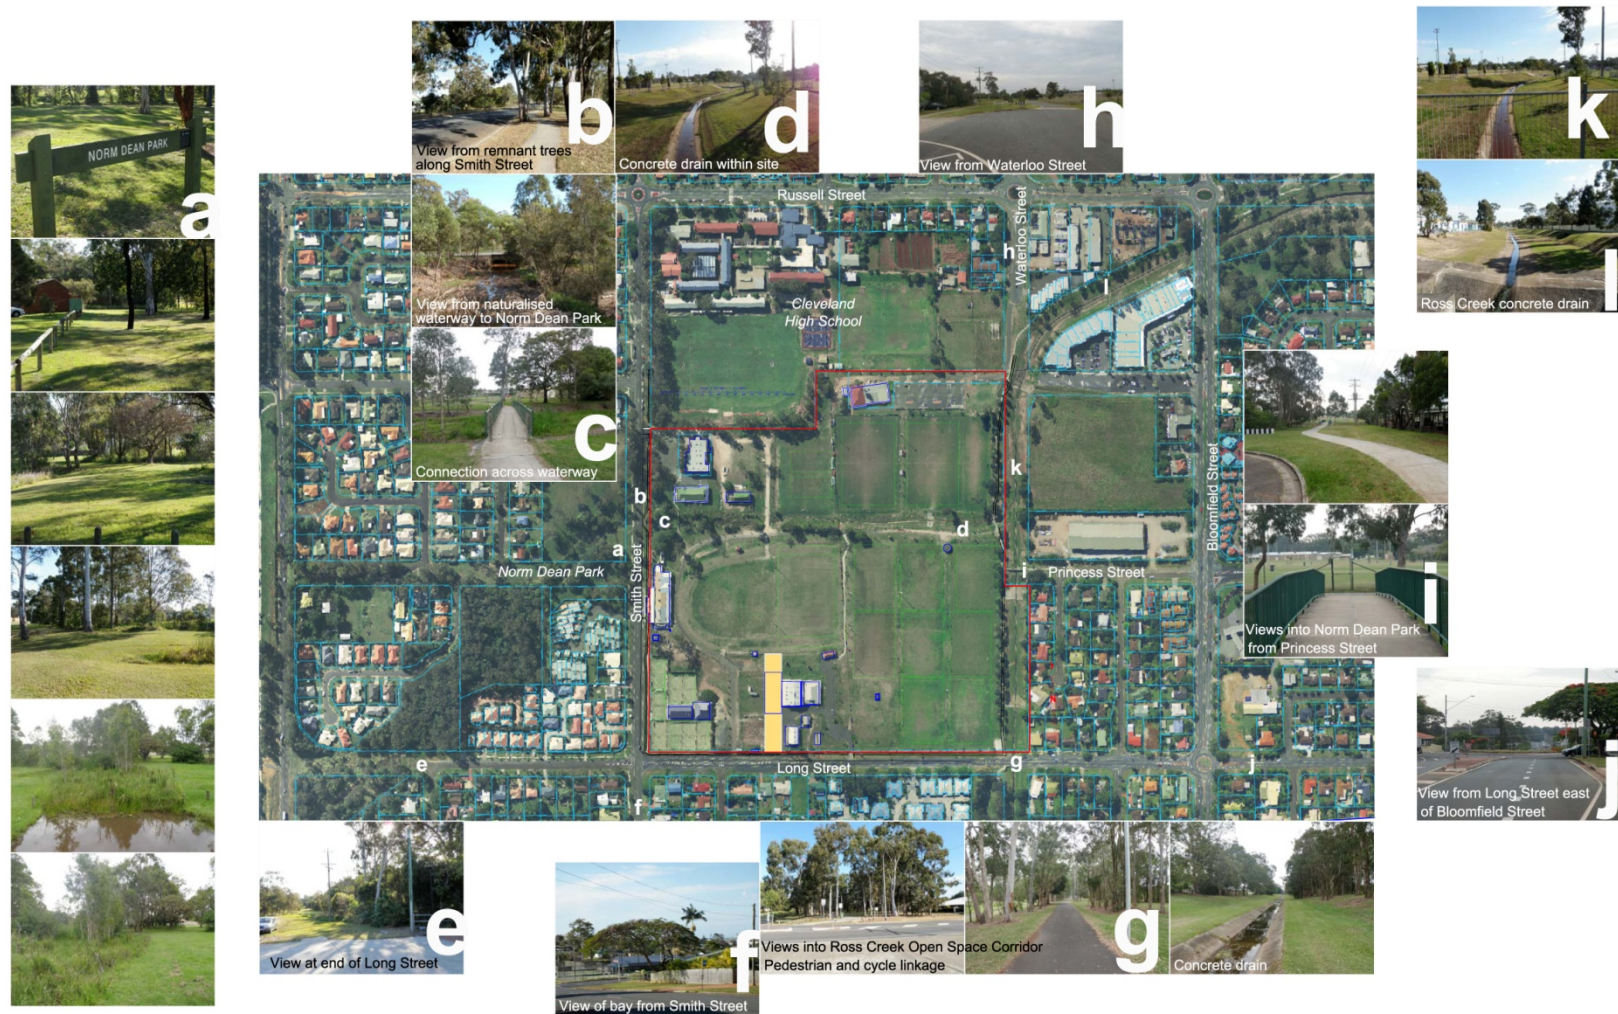 NORM DEAN PARK
a
b
View from remnant trees
along Smith Street
d
Concrete drain within site
h
View from Waterloo Street
k
View from naturalised
waterway to Norm Dean Park
c
Connection across waterway
l
Ross Creek concrete drain
Russell Street
Waterloo Street
h
l
Cleveland
High School
k
b
c
a
d
Smith Street
Norm Dean Park
i
Princess Street
Bloomfield Street
i
Views into Norm Dean Park
from Princess Street
e
Long Street
g
j
f
j
View from Long Street east
of Bloomfield Street
e
View at end of Long Street
f
View of bay from Smith Street
Views into Ross Creek Open Space Corridor
Pedestrian and cycle linkage
g
Concrete drain